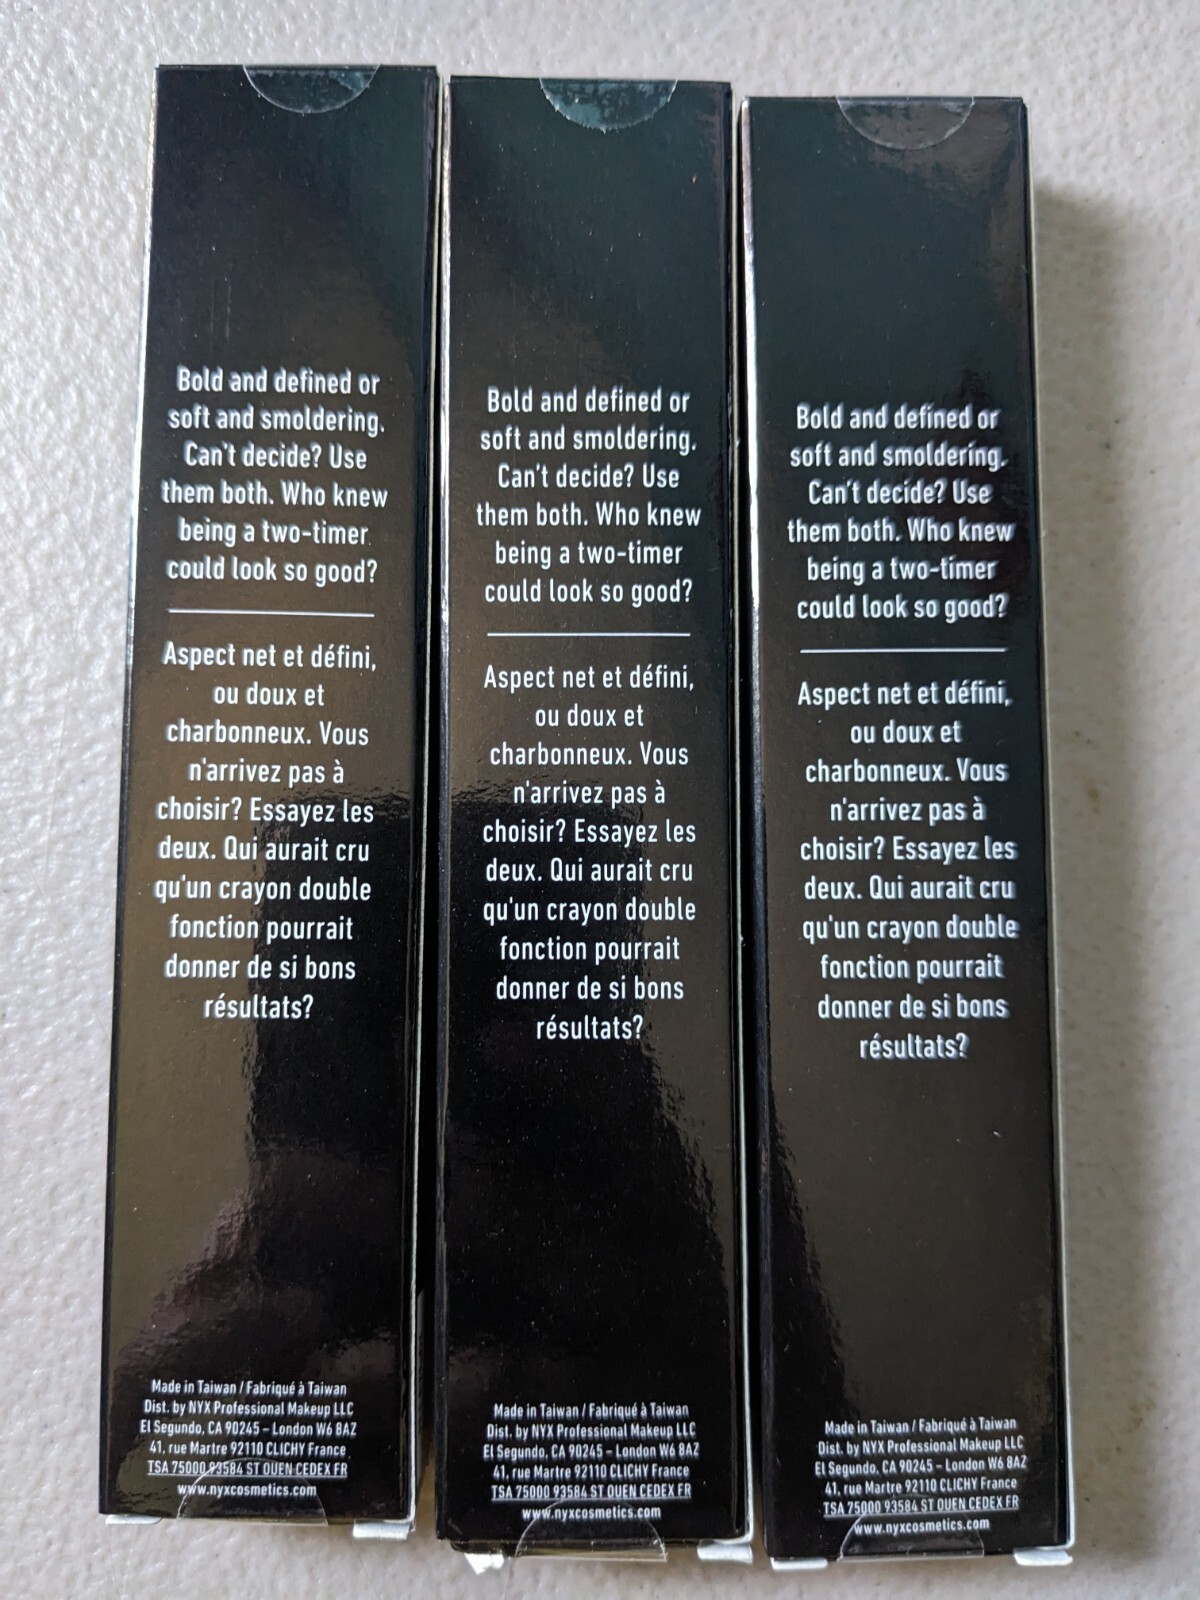 Bold and defined or
soft and smoldering.
Can't decide? Use
them both. Who knew
being a two-timer
could look so good?
Aspect net et défini,
ou doux et
charbonneux. Vous
n'arrivez pas à
choisir? Essayez les
deux. Qui aurait cru
qu'un crayon double
fonction pourrait
donner de si bons
résultats?
Made in Taiwan / Fabriqué à Taiwan
Dist. by NYX Professional Makeup LLC
El Segundo, CA 90245 – London W6 8AZ
41, rue Martre 92110 CLICHY France
TSA 75000 93584 ST OUEN CEDEX FR
www.nyxcosmetics.com
Bold and defined or
soft and smoldering.
Can't decide? Use
them both. Who knew
being a two-timer
could look so good?
Aspect net et défini,
ou doux et
charbonneux. Vous
n'arrivez pas à
choisir? Essayez les
deux. Qui aurait cru
qu'un crayon double
fonction pourrait
donner de si bons
résultats?
Made in Taiwan / Fabriqué à Taiwan
Dist. by NYX Professional Makeup LLC
El Segundo, CA 90245 – London W6 8AZ
41, rue Martre 92110 CLICHY France
TSA 75000 93584 ST OUEN CEDEX FR
www.nyxcosmetics.com
Bold and defined or
soft and smoldering.
Can't decide? Use
them both. Who knew
being a two-timer
could look so good?
Aspect net et défini,
ou doux et
charbonneux. Vous
n'arrivez pas à
choisir? Essayez les
deux. Qui aurait cru
qu'un crayon double
fonction pourrait
donner de si bons
résultats?
Made in Taiwan / Fabriqué à Taiwan
Dist. by NYX Professional Makeup LLC
El Segundo, CA 90245 – London W6 8AZ
41, rue Martre 92110 CLICHY France
TSA 75000 93584 ST OUEN CEDEX FR
www.nyxcosmetics.com